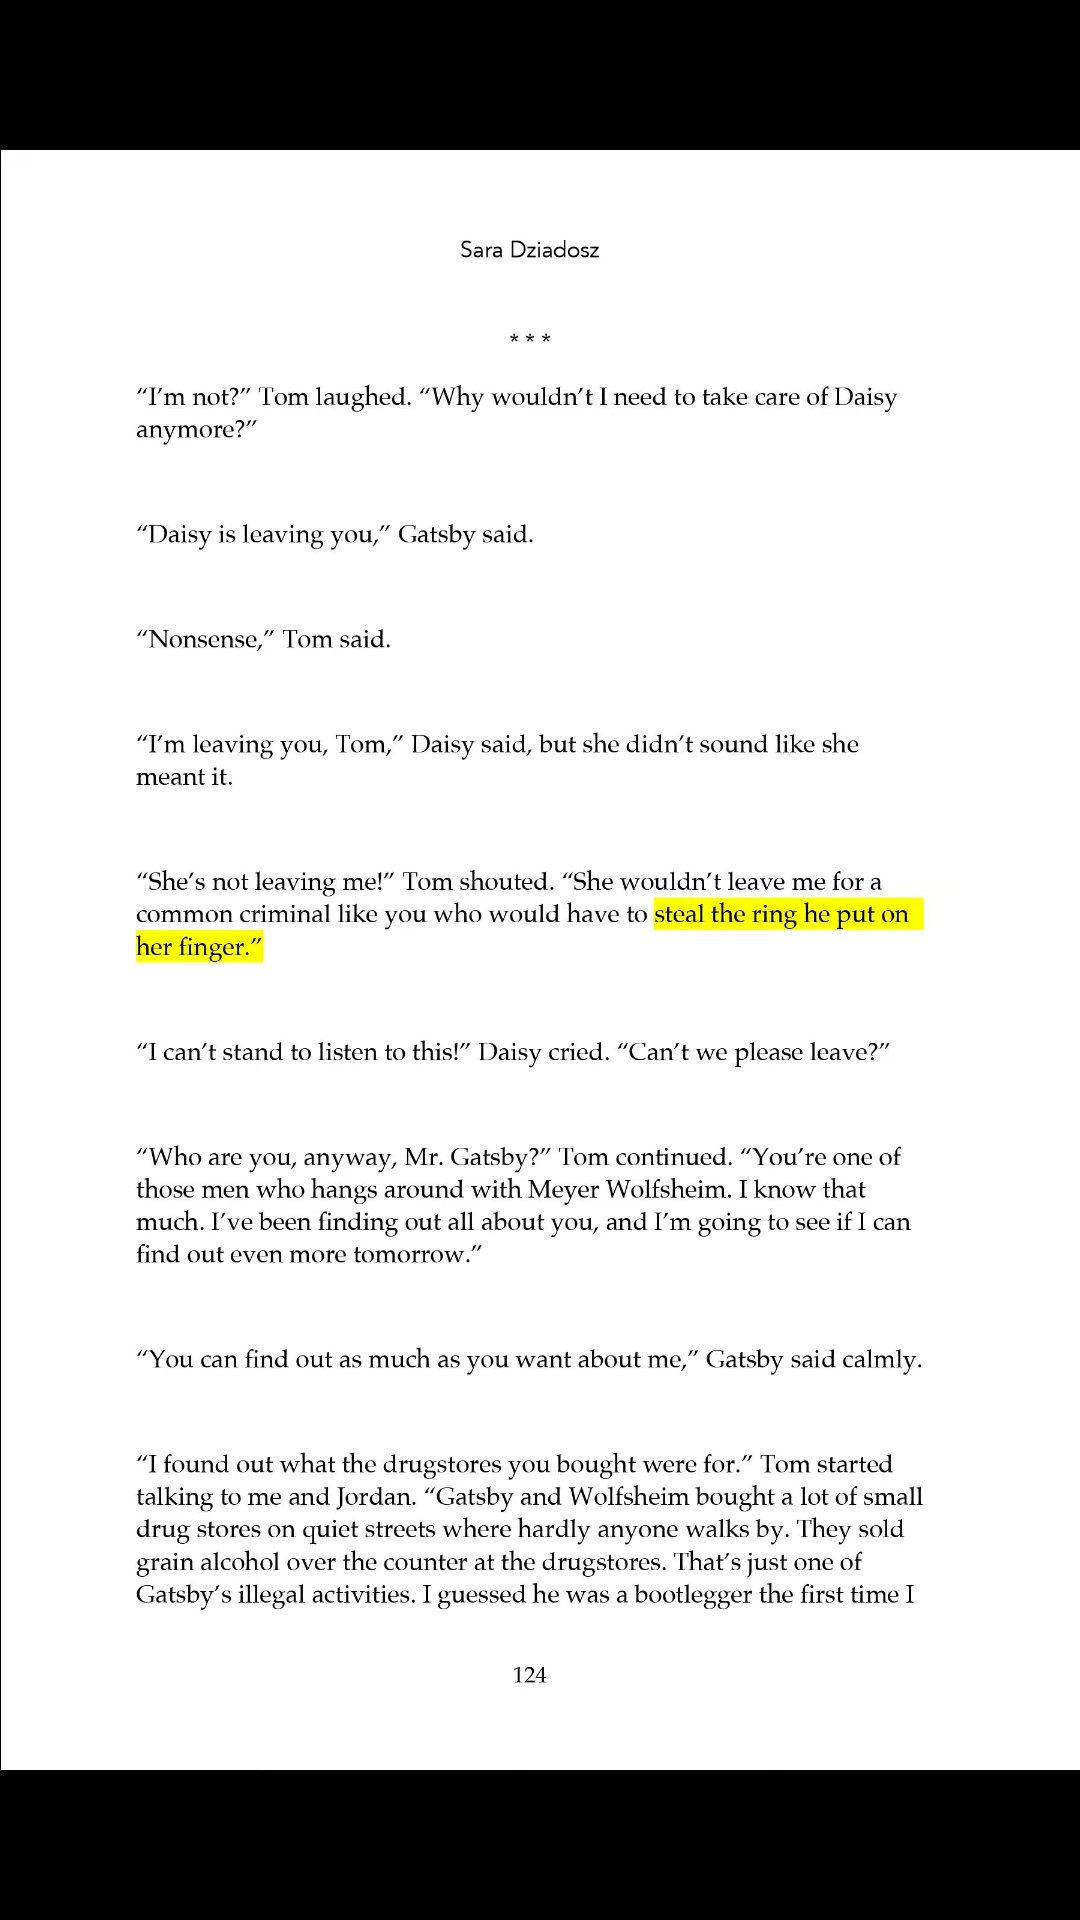 Sara Dziadosz
* * *
“I’m not?” Tom laughed. “Why wouldn’t I need to take care of Daisy
anymore?”
“Daisy is leaving you,” Gatsby said.
“Nonsense,” Tom said.
“I’m leaving you, Tom,” Daisy said, but she didn’t sound like she
meant it.
“She’s not leaving me!” Tom shouted. “She wouldn’t leave me for a
common criminal like you who would have to steal the ring he put on
her finger.”
“I can’t stand to listen to this!” Daisy cried. “Can’t we please leave?”
“Who are you, anyway, Mr. Gatsby?” Tom continued. “You’re one of
those men who hangs around with Meyer Wolfsheim. I know that
much. I’ve been finding out all about you, and I’m going to see if I can
find out even more tomorrow.”
“You can find out as much as you want about me,” Gatsby said calmly.
“I found out what the drugstores you bought were for.” Tom started
talking to me and Jordan. “Gatsby and Wolfsheim bought a lot of small
drug stores on quiet streets where hardly anyone walks by. They sold
grain alcohol over the counter at the drugstores. That’s just one of
Gatsby’s illegal activities. I guessed he was a bootlegger the first time I
124